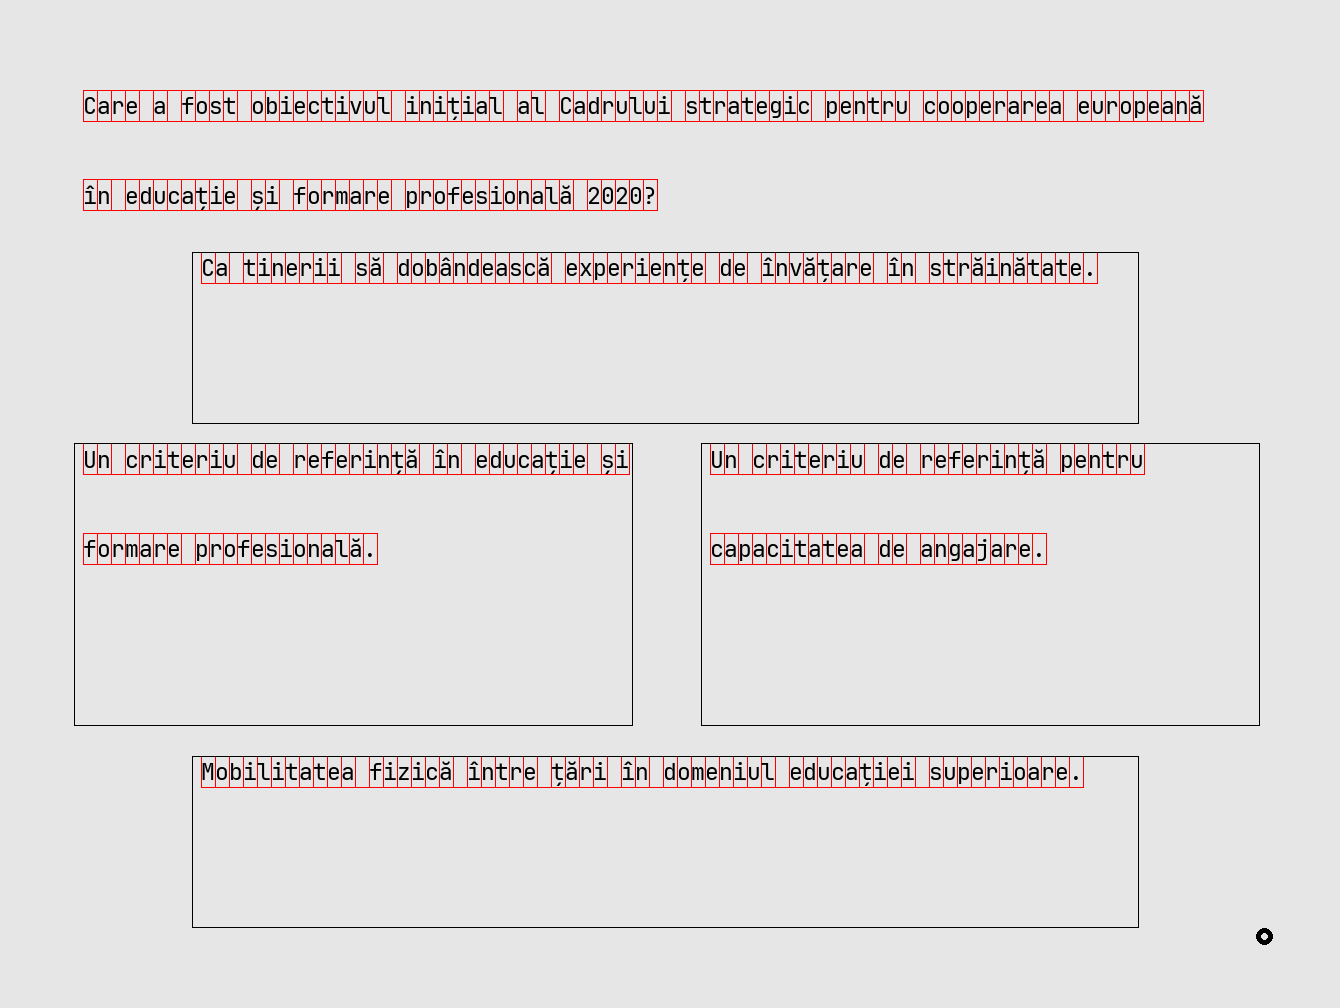 Care a fost obiectivul inițial al Cadrului strategic pentru cooperarea europeană
în educație și formare profesională 2020?
Ca tinerii să dobândească experiențe de învățare în străinătate.
Un criteriu de referință în educație și
formare profesională.
Un criteriu de referință pentru
capacitatea de angajare.
Mobilitatea fizică între țări în domeniul educației superioare.